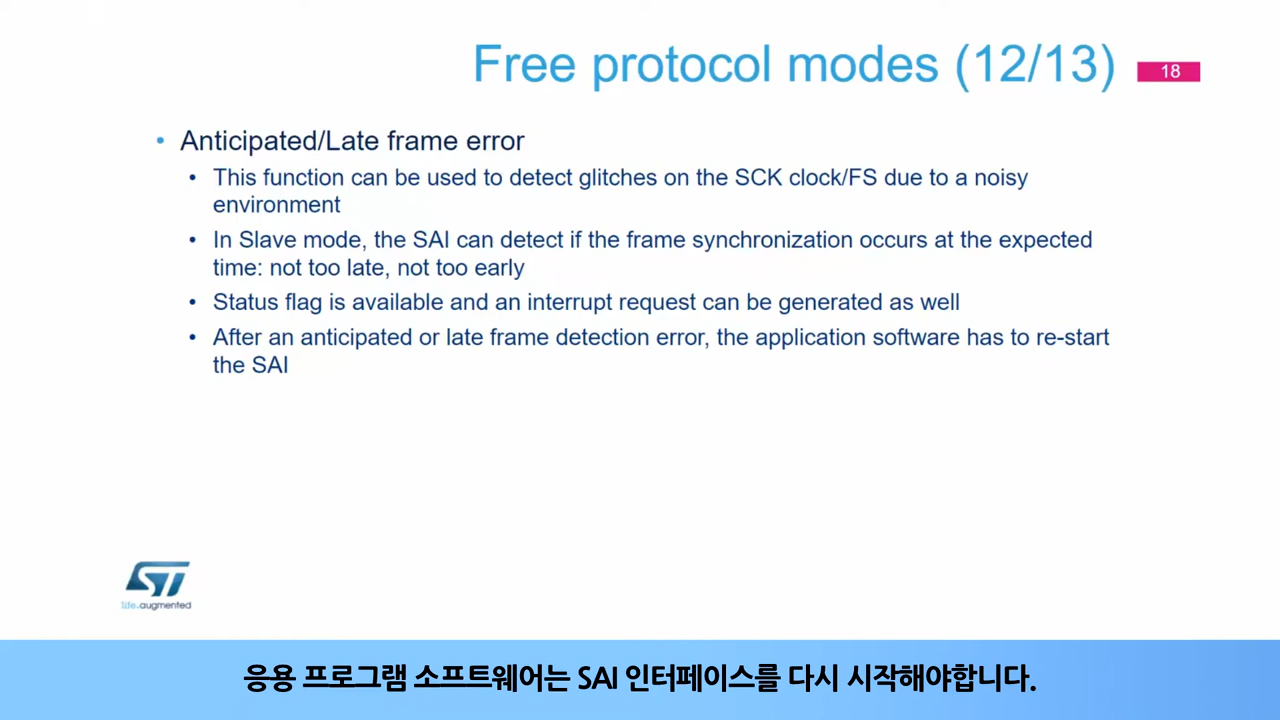 Free protocol modes (12/13)
18
• Anticipated/Late frame error
• This function can be used to detect glitches on the SCK clock/FS due to a noisy
environment
• In Slave mode, the SAI can detect if the frame synchronization occurs at the expected
time: not too late, not too early
• Status flag is available and an interrupt request can be generated as well
• After an anticipated or late frame detection error, the application software has to re-start
the SAI
ST
life.augmented
응용 프로그램 소프트웨어는 SAI 인터페이스를 다시 시작해야합니다.